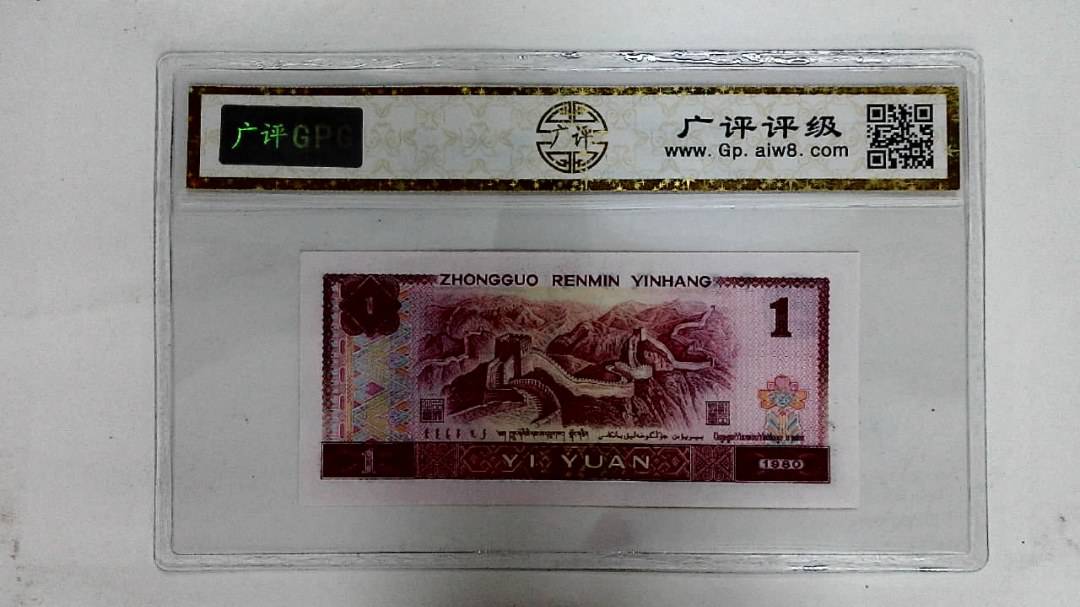 广评GPG
广评
广评评级
www.Gp.aiw8.com
ZHONGGUO RENMIN YINHANG
1
1
1
YI YUAN
1980